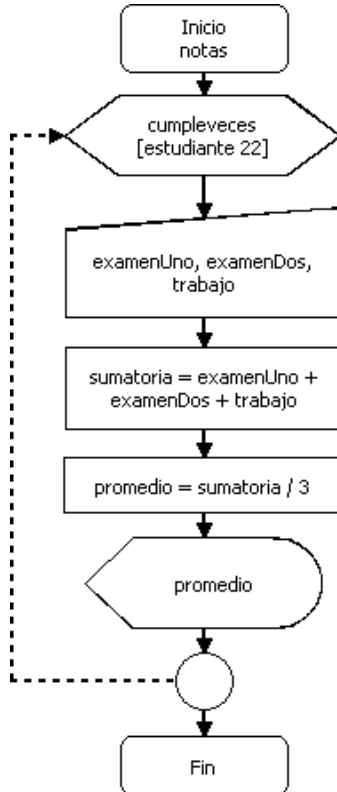 Inicio
notas
cumpleveces
[estudiante 22]
examenUno, examenDos,
trabajo
sumatoria = examenUno +
examenDos + trabajo
promedio = sumatoria / 3
promedio
Fin